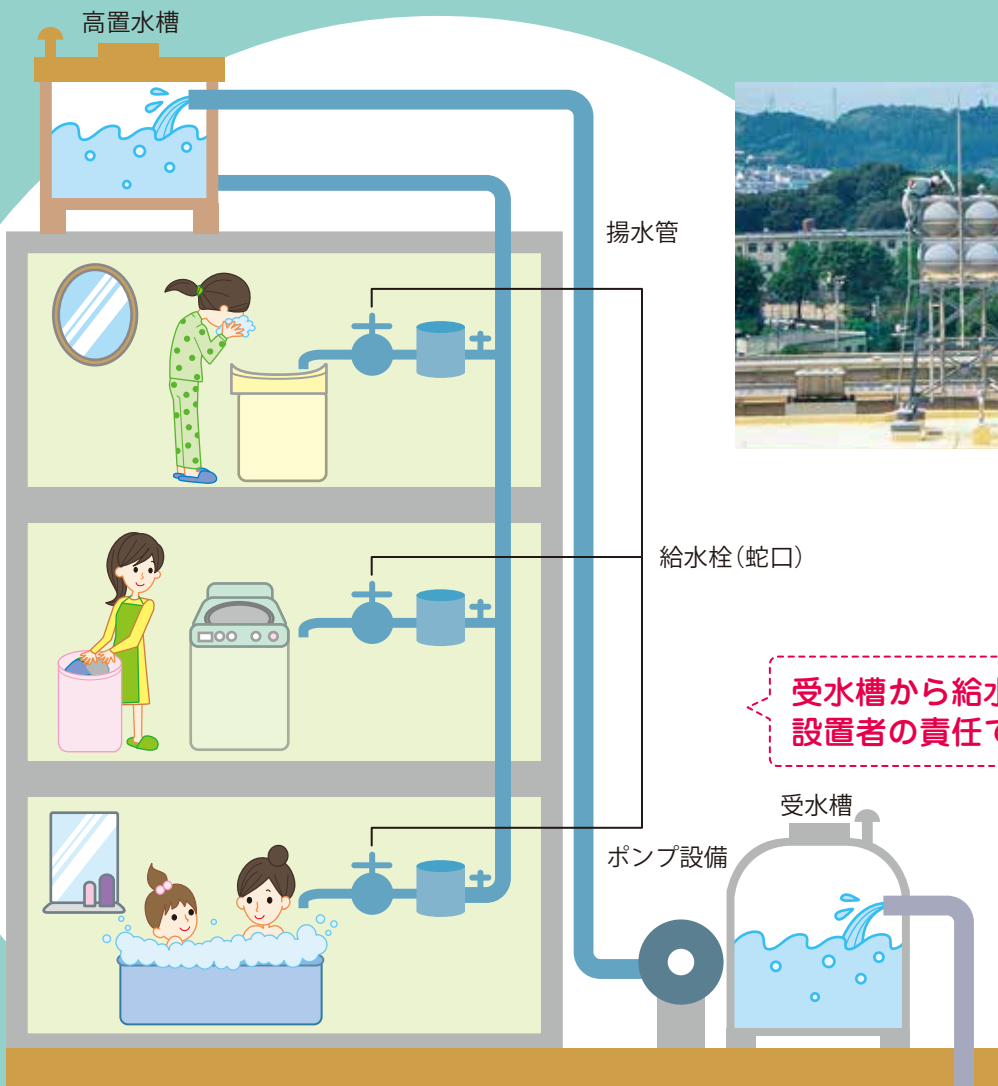 高置水槽
揚水管
給水栓(蛇口)
受水槽から給水
設置者の責任で
受水槽
ポンプ設備